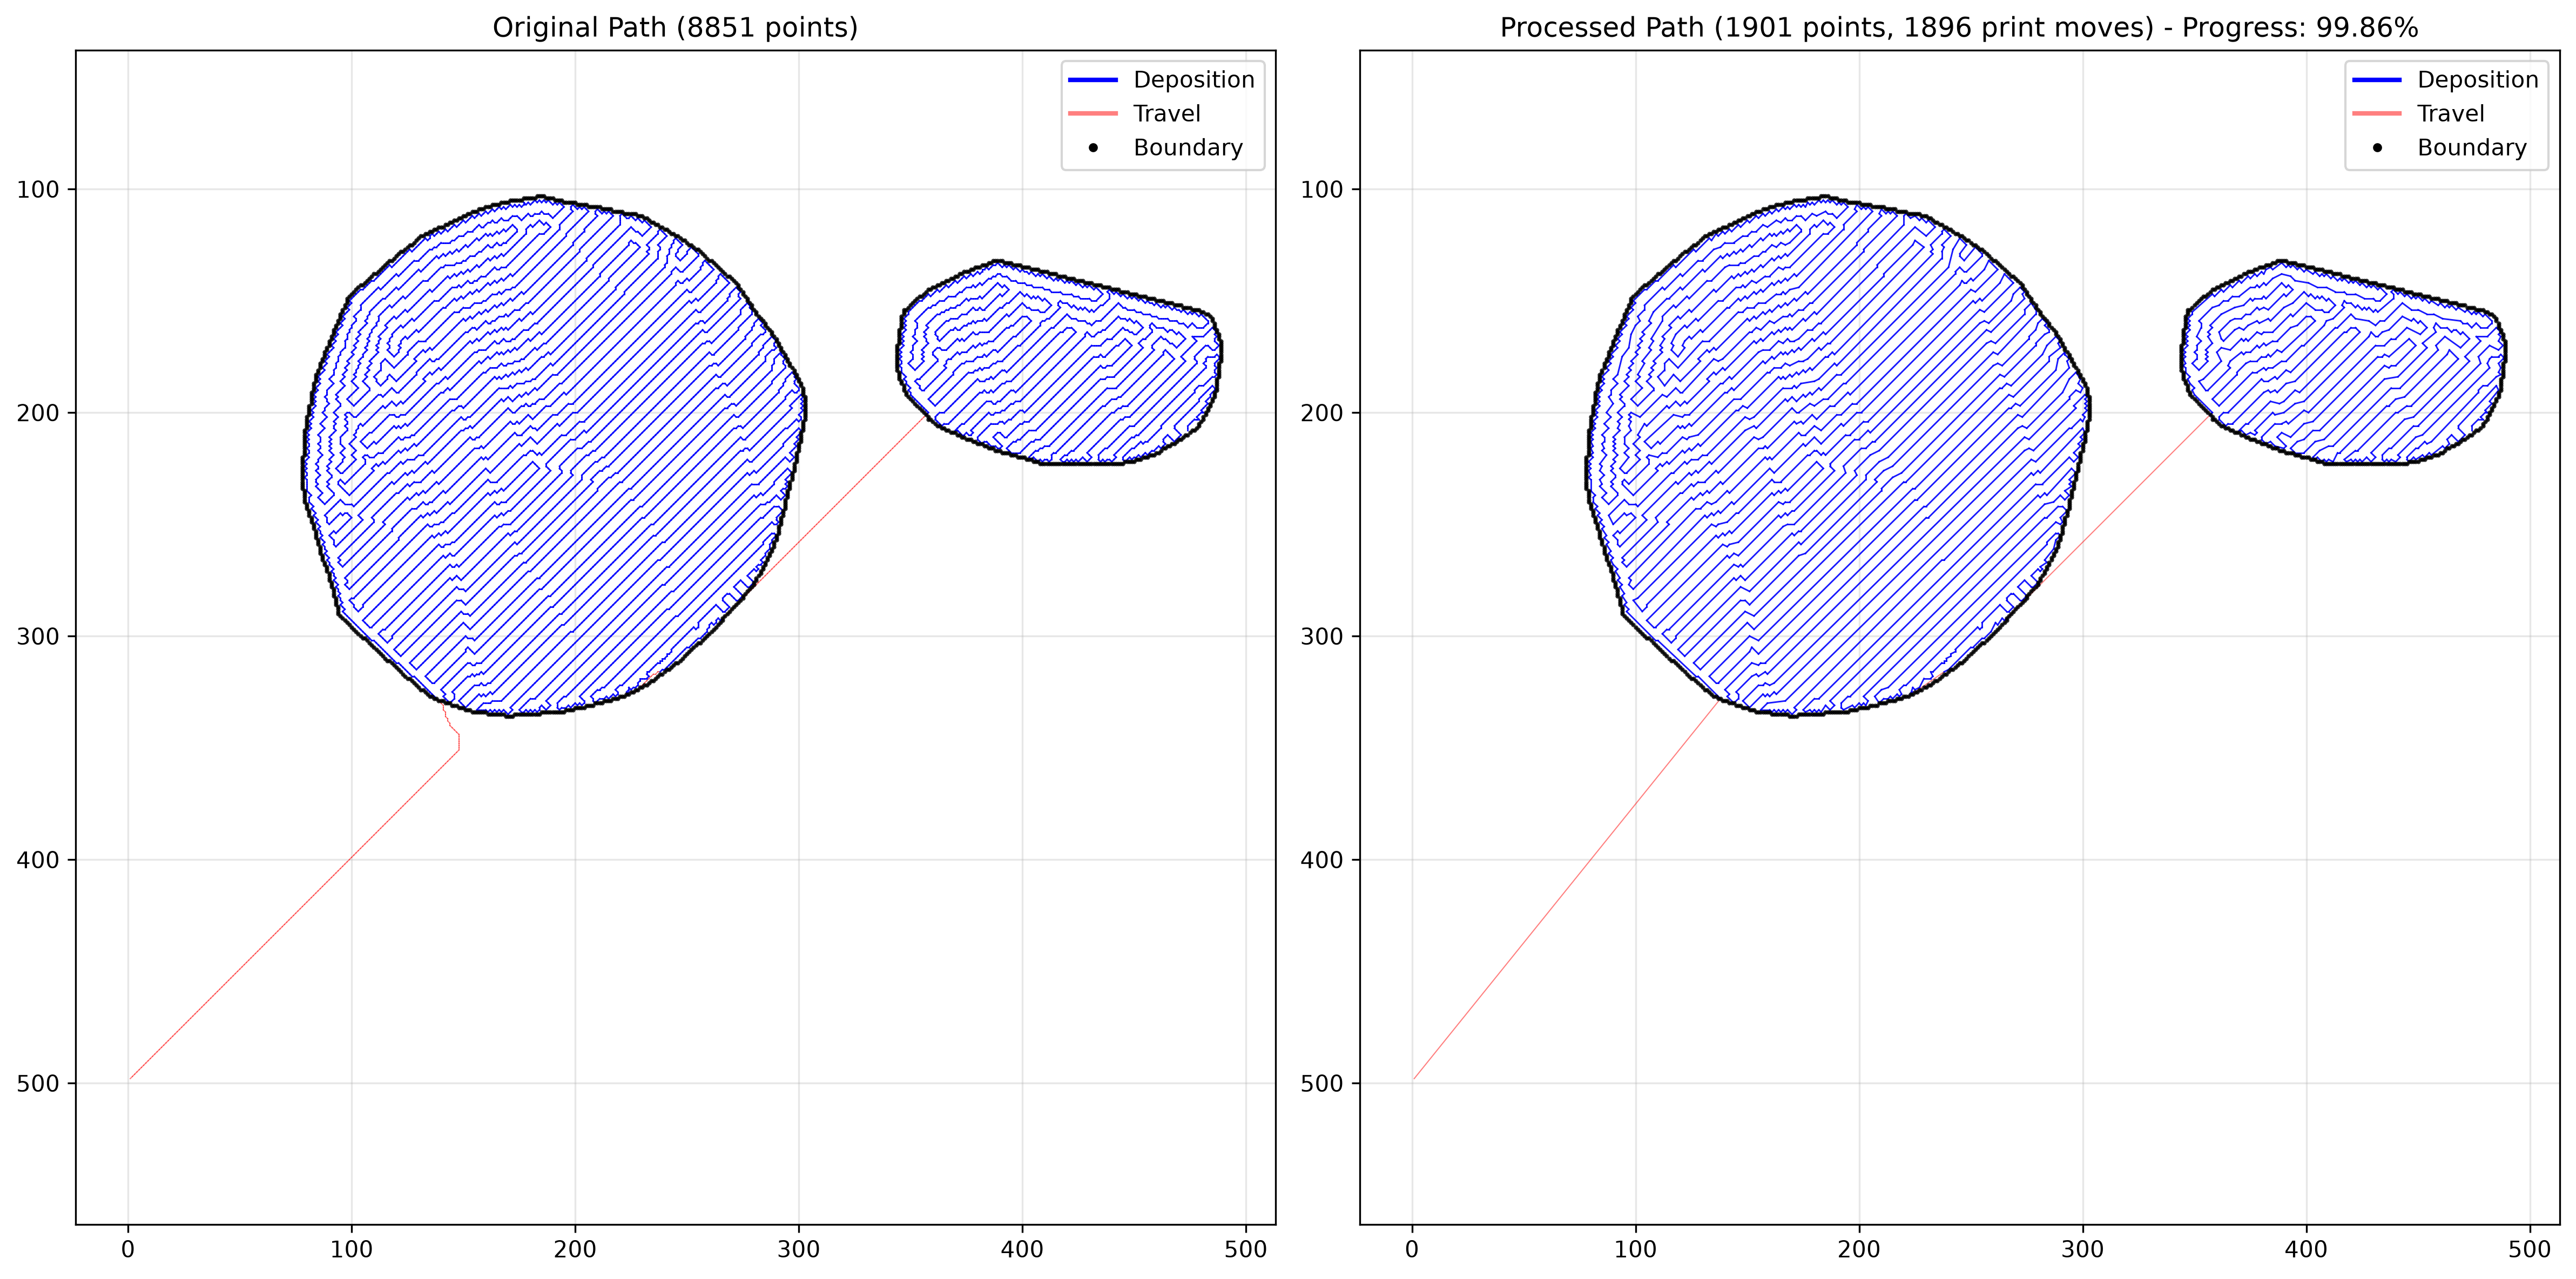 Original Path (8851 points)
Deposition
Travel
Boundary
100
200
300
400
500
0 100 200 300 400 500
Processed Path (1901 points, 1896 print moves) - Progress: 99.86%
Deposition
Travel
Boundary
100
200
300
400
500
0 100 200 300 400 500